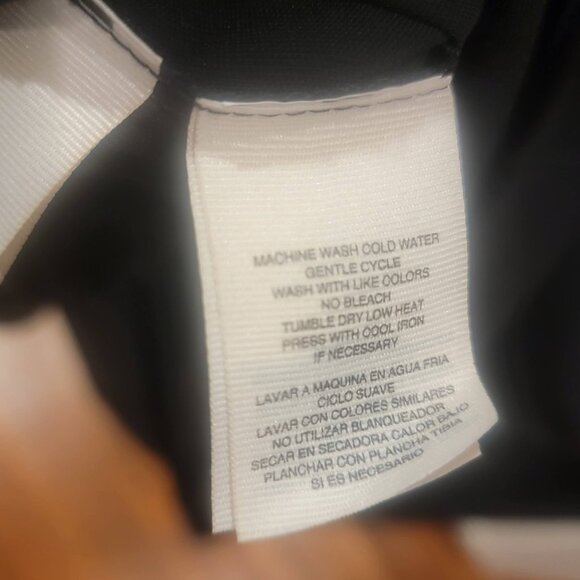 MACHINE WASH COLD WATER
GENTLE CYCLE
WASH WITH LIKE COLORS
NO BLEACH
TUMBLE DRY LOW HEAT
PRESS WITH COOL IRON
IF NECESSARY
LAVAR A MAQUINA EN AGUA FRIA
CICLO SUAVE
LAVAR CON COLORES SIMILARES
NO UTILIZAR BLANQUEADOR
SECAR EN SECADORA CALOR BAJO
PLANCHAR CON PLANCHA TIBIA
SI ES NECESARIO